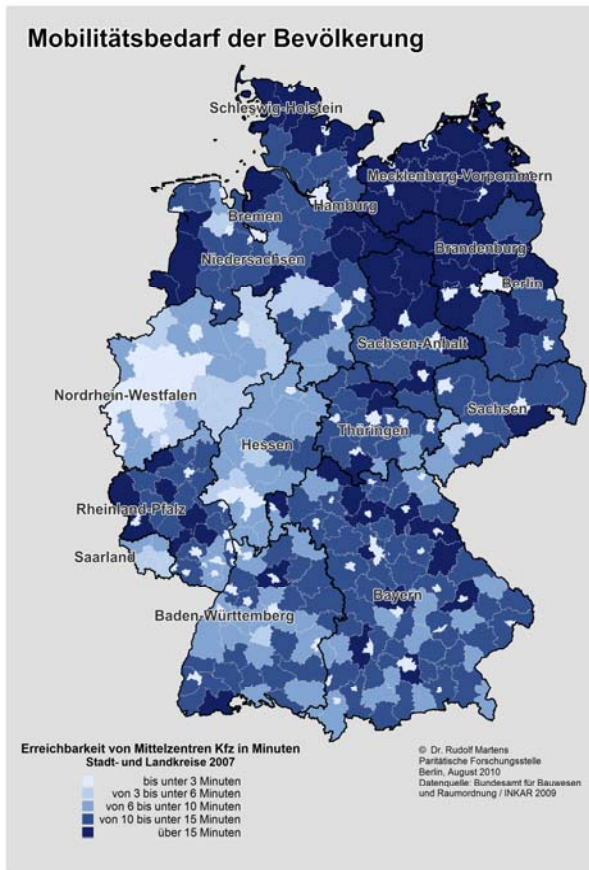 Mobilitätsbedarf der Bevölkerung
Schleswig-Holstein
Mecklenburg-Vorpommern
Hamburg
Bremen
Brandenburg
Niedersachsen
Berlin
Sachsen-Anhalt
Nordrhein-Westfalen
Sachsen
Thüringen
Hessen
Rheinland-Pfalz
Saarland
Bayern
Baden-Württemberg
Erreichbarkeit von Mittelzentren Kfz in Minuten
Stadt- und Landkreise 2007
bis unter 3 Minuten
von 3 bis unter 6 Minuten
von 6 bis unter 10 Minuten
von 10 bis unter 15 Minuten
über 15 Minuten
© Dr. Rudolf Martens
Paritätische Forschungsstelle
Berlin, August 2010
Datenquelle: Bundesamt für Bauwesen
und Raumordnung / INKAR 2009